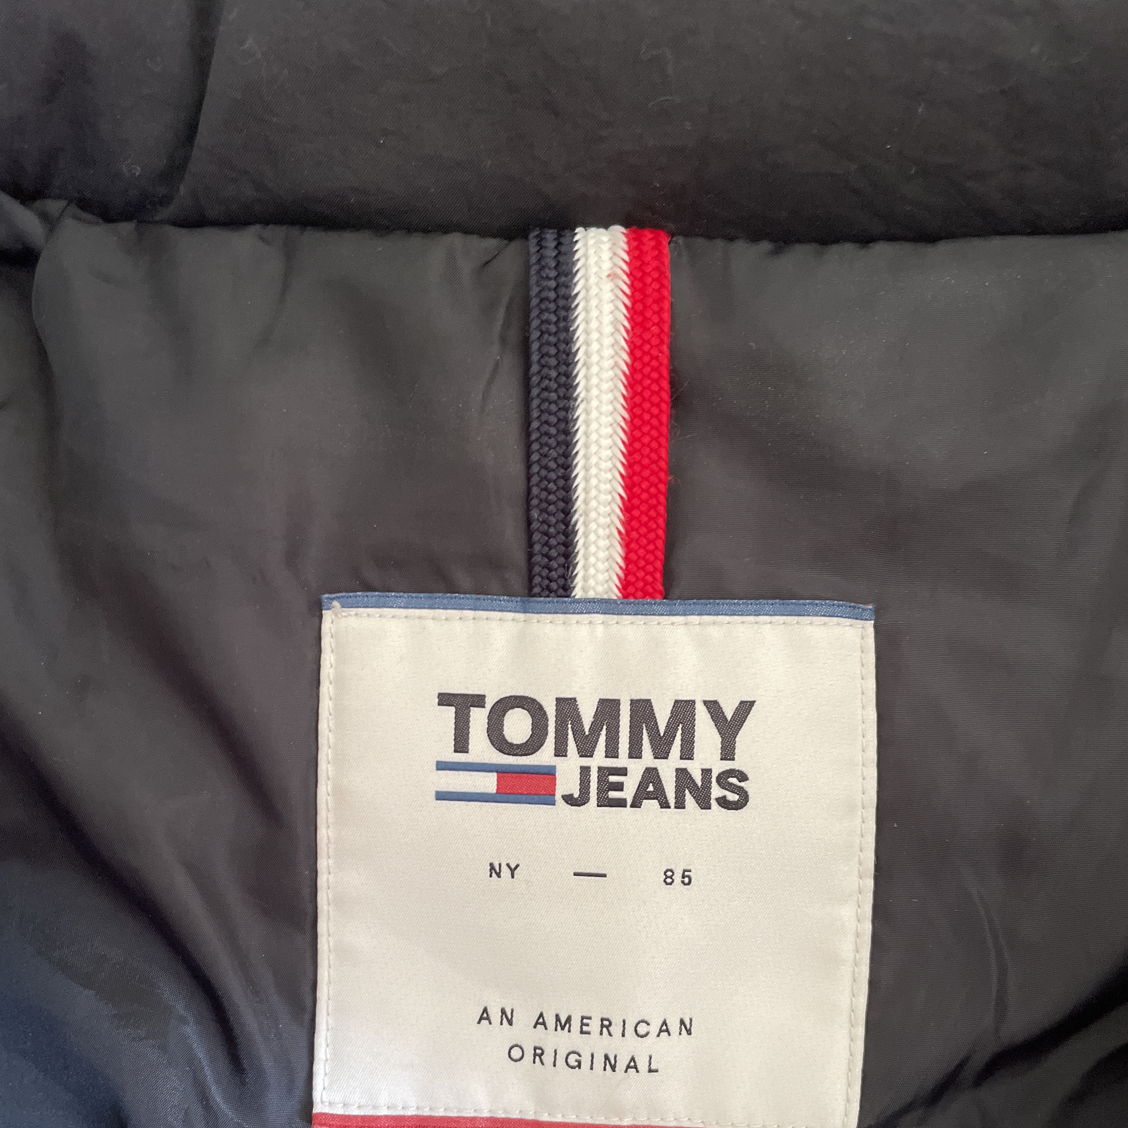 TOMMY
JEANS
NY — 85
AN AMERICAN
ORIGINAL